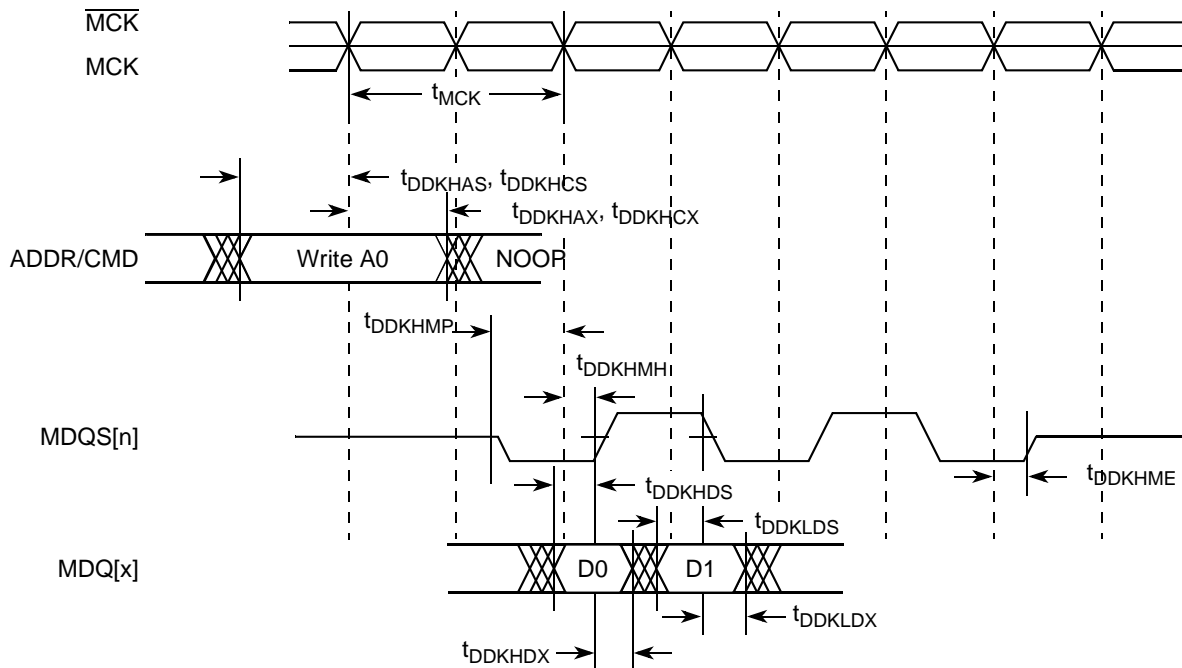 MCK
MCK
tMCK
tDDKHAS, tDDKHCS
tDDKHAX, tDDKHCX
ADDR/CMD
Write A0
NOOP
tDDKHMP
tDDKHMH
MDQS[n]
tDDKHME
tDDKHDS
tDDKLDS
MDQ[x]
D0
D1
tDDKLDX
tDDKHDX